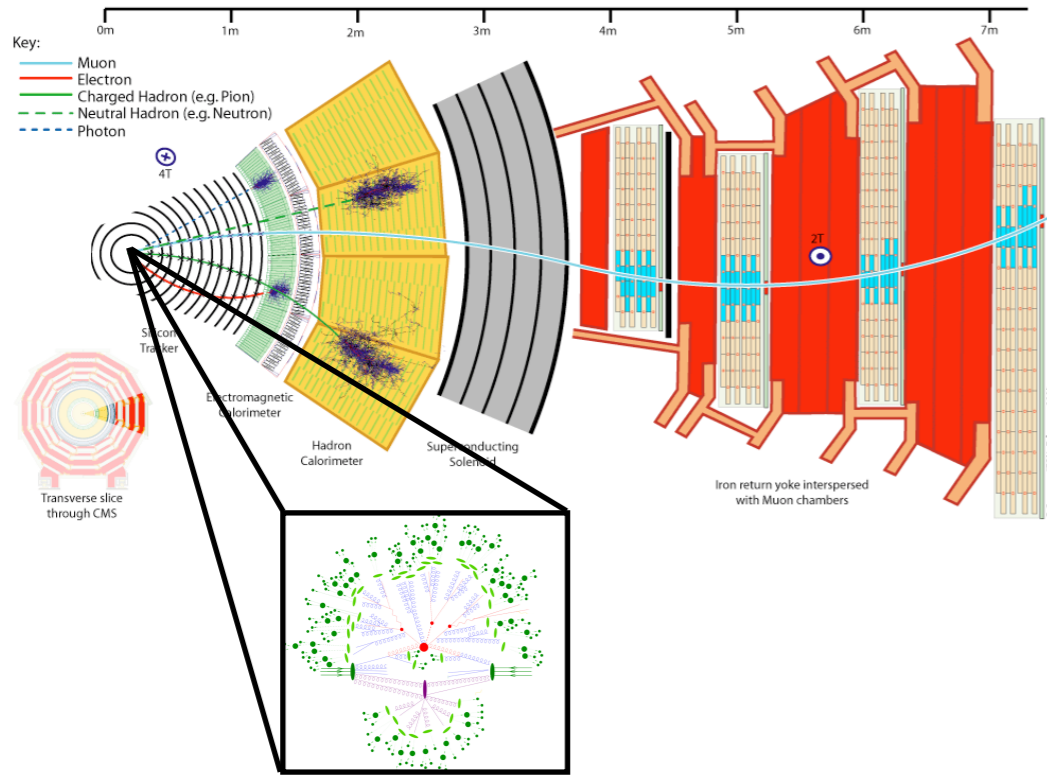 0m 1m 2m 3m 4m 5m 6m 7m
Key:
Muon
Electron
Charged Hadron (e.g. Pion)
Neutral Hadron (e.g. Neutron)
Photon
4T
2T
Silicon
Tracker
Electromagnetic
Calorimeter
Hadron
Calorimeter
Superconducting
Solenoid
Iron return yoke interspersed
with Muon chambers
Transverse slice
through CMS